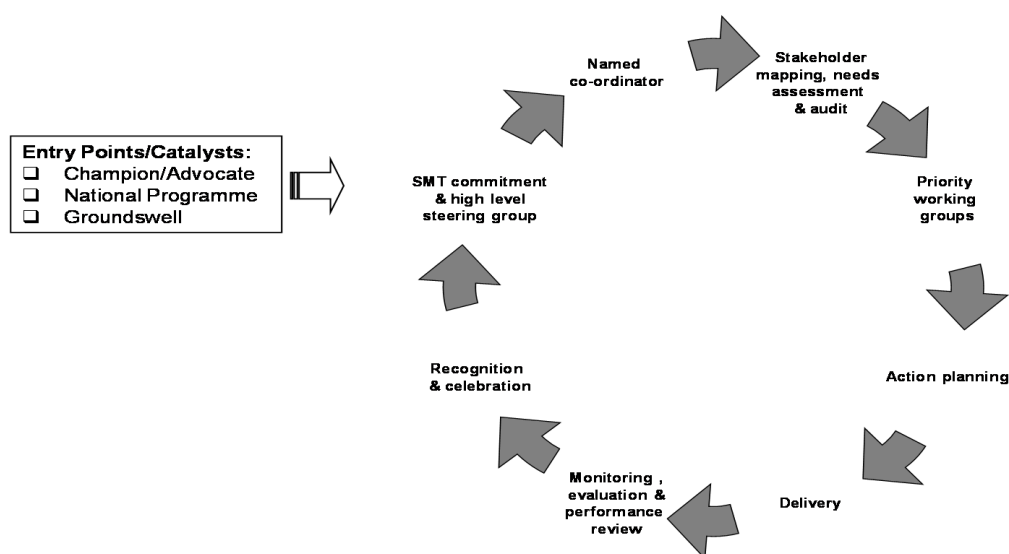 Entry Points/Catalysts:
❑ Champion/Advocate
❑ National Programme
❑ Groundswell
SMT commitment
& high level
steering group
Named
co-ordinator
Stakeholder
mapping, needs
assessment
& audit
Priority
working
groups
Action planning
Delivery
Monitoring ,
evaluation &
performance
review
Recognition
& celebration